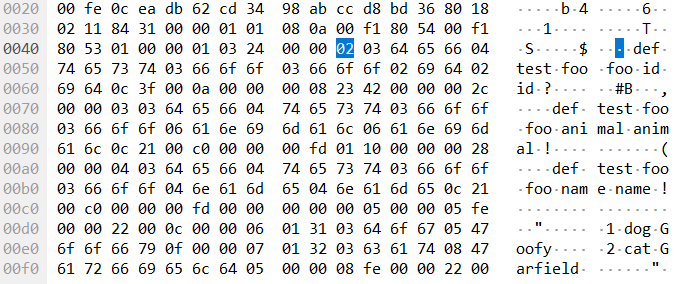 0020 00 fe 0c ea db 62 cd 34 98 ab cc d8 bd 36 80 18 ·····b·4 ·····6··
0030 02 11 84 31 00 00 01 01 08 0a 00 f1 80 54 00 f1 ···1···· ·····T··
0040 80 53 01 00 00 01 03 24 00 00 02 03 64 65 66 04 ·S·····$ ····def·
0050 74 65 73 74 03 66 6f 6f 03 66 6f 6f 02 69 64 02 test·foo ·foo·id·
0060 69 64 0c 3f 00 0a 00 00 00 08 23 42 00 00 00 2c id·?···· ··#B···,
0070 00 00 03 03 64 65 66 04 74 65 73 74 03 66 6f 6f ····def· test·foo
0080 03 66 6f 6f 06 61 6e 69 6d 61 6c 06 61 6e 69 6d ·foo·ani mal·anim
0090 61 6c 0c 21 00 c0 00 00 00 fd 01 10 00 00 00 28 al·!···· ·······(
00a0 00 00 04 03 64 65 66 04 74 65 73 74 03 66 6f 6f ····def· test·foo
00b0 03 66 6f 6f 04 6e 61 6d 65 04 6e 61 6d 65 0c 21 ·foo·nam e·name·!
00c0 00 c0 00 00 00 fd 00 00 00 00 00 05 00 00 05 fe ········ ········
00d0 00 00 22 00 0c 00 00 06 01 31 03 64 6f 67 05 47 ··"····· ·1·dog·G
00e0 6f 6f 66 79 0f 00 00 07 01 32 03 63 61 74 08 47 oofy···· ·2·cat·G
00f0 61 72 66 69 65 6c 64 05 00 00 08 fe 00 00 22 00 arfield· ······"·